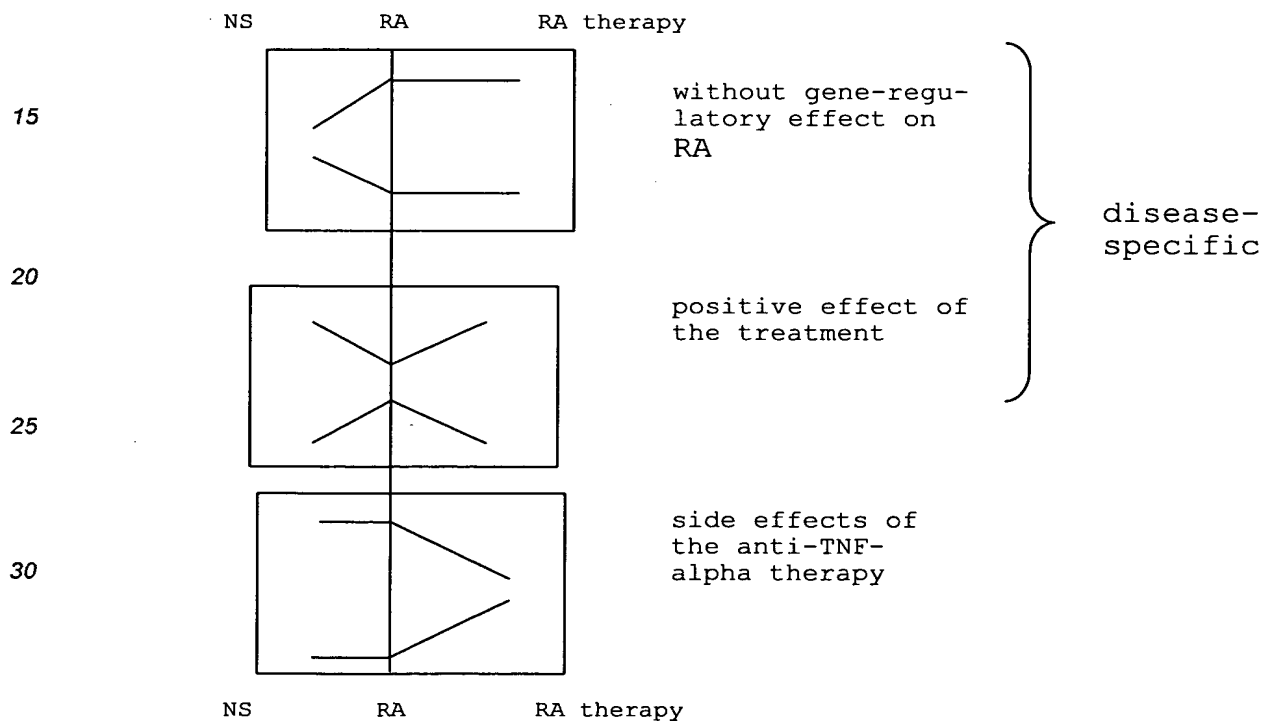 NS RA RA therapy
15
without gene-regu-
latory effect on
RA
disease-
specific
20
positive effect of
the treatment
25
side effects of
the anti-TNF-
alpha therapy
30
NS RA RA therapy